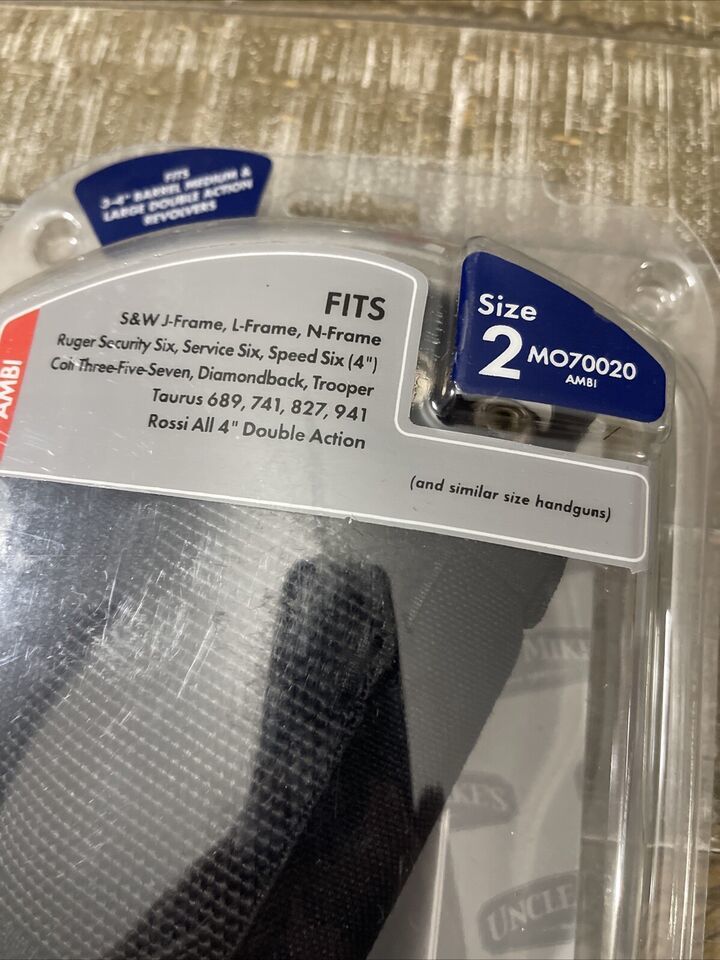 FITS
3-4" BARREL MEDIUM &
LARGE DOUBLE ACTION
REVOLVERS
FITS
S&W J-Frame, L-Frame, N-Frame
Ruger Security Six, Service Six, Speed Six (4")
Colt Three-Five-Seven, Diamondback, Trooper
Taurus 689, 741, 827, 941
Rossi All 4" Double Action
(and similar size handguns)
Size
2 MO70020
AMBI
AMBI
MIKE'S
UNCLE